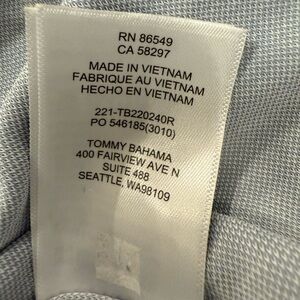 RN 86549
CA 58297
MADE IN VIETNAM
FABRIQUE AU VIETNAM
HECHO EN VIETNAM
221-TB220240R
PO 546185(3010)
TOMMY BAHAMA
400 FAIRVIEW AVE N
SUITE 488
SEATTLE, WA98109